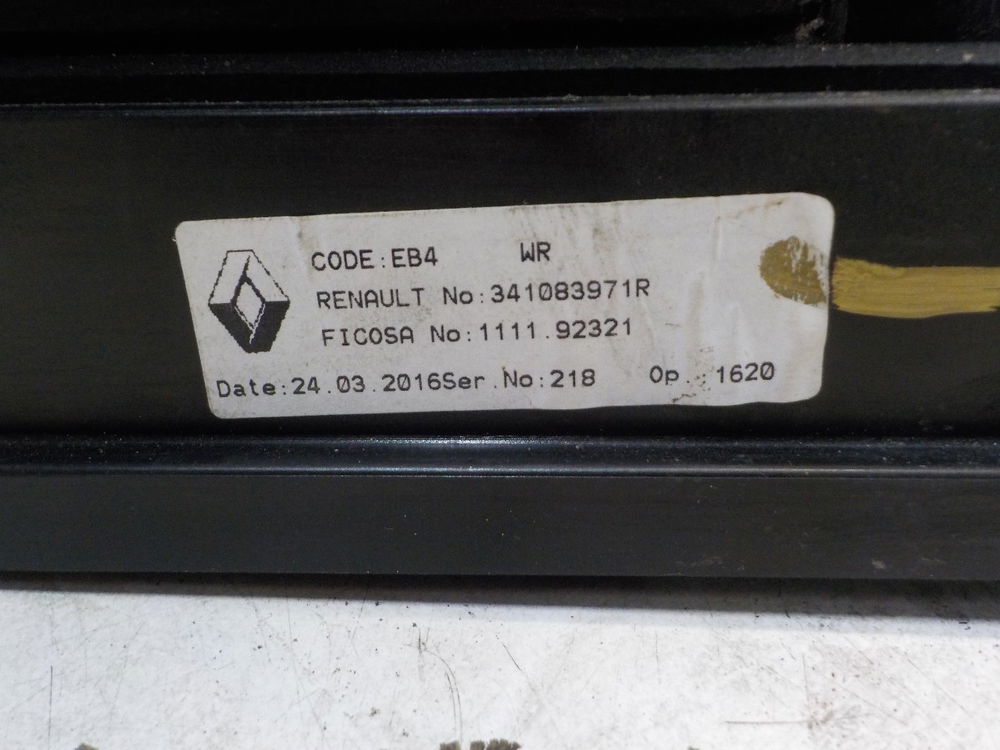 CODE:EB4 WR
RENAULT No:341083971R
FICOSA No:1111.92321
Date:24.03.2016Ser.No:218 Op.:1620